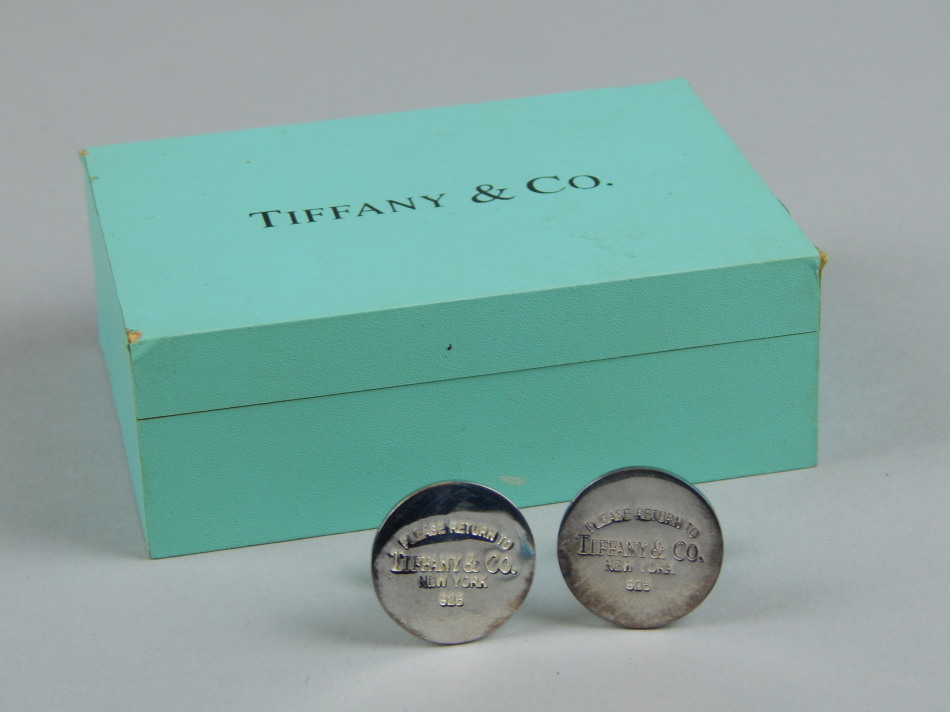 TIFFANY & CO.
PLEASE RETURN TO
TIFFANY & CO.
NEW YORK
925
PLEASE RETURN TO
TIFFANY & CO.
NEW YORK
925